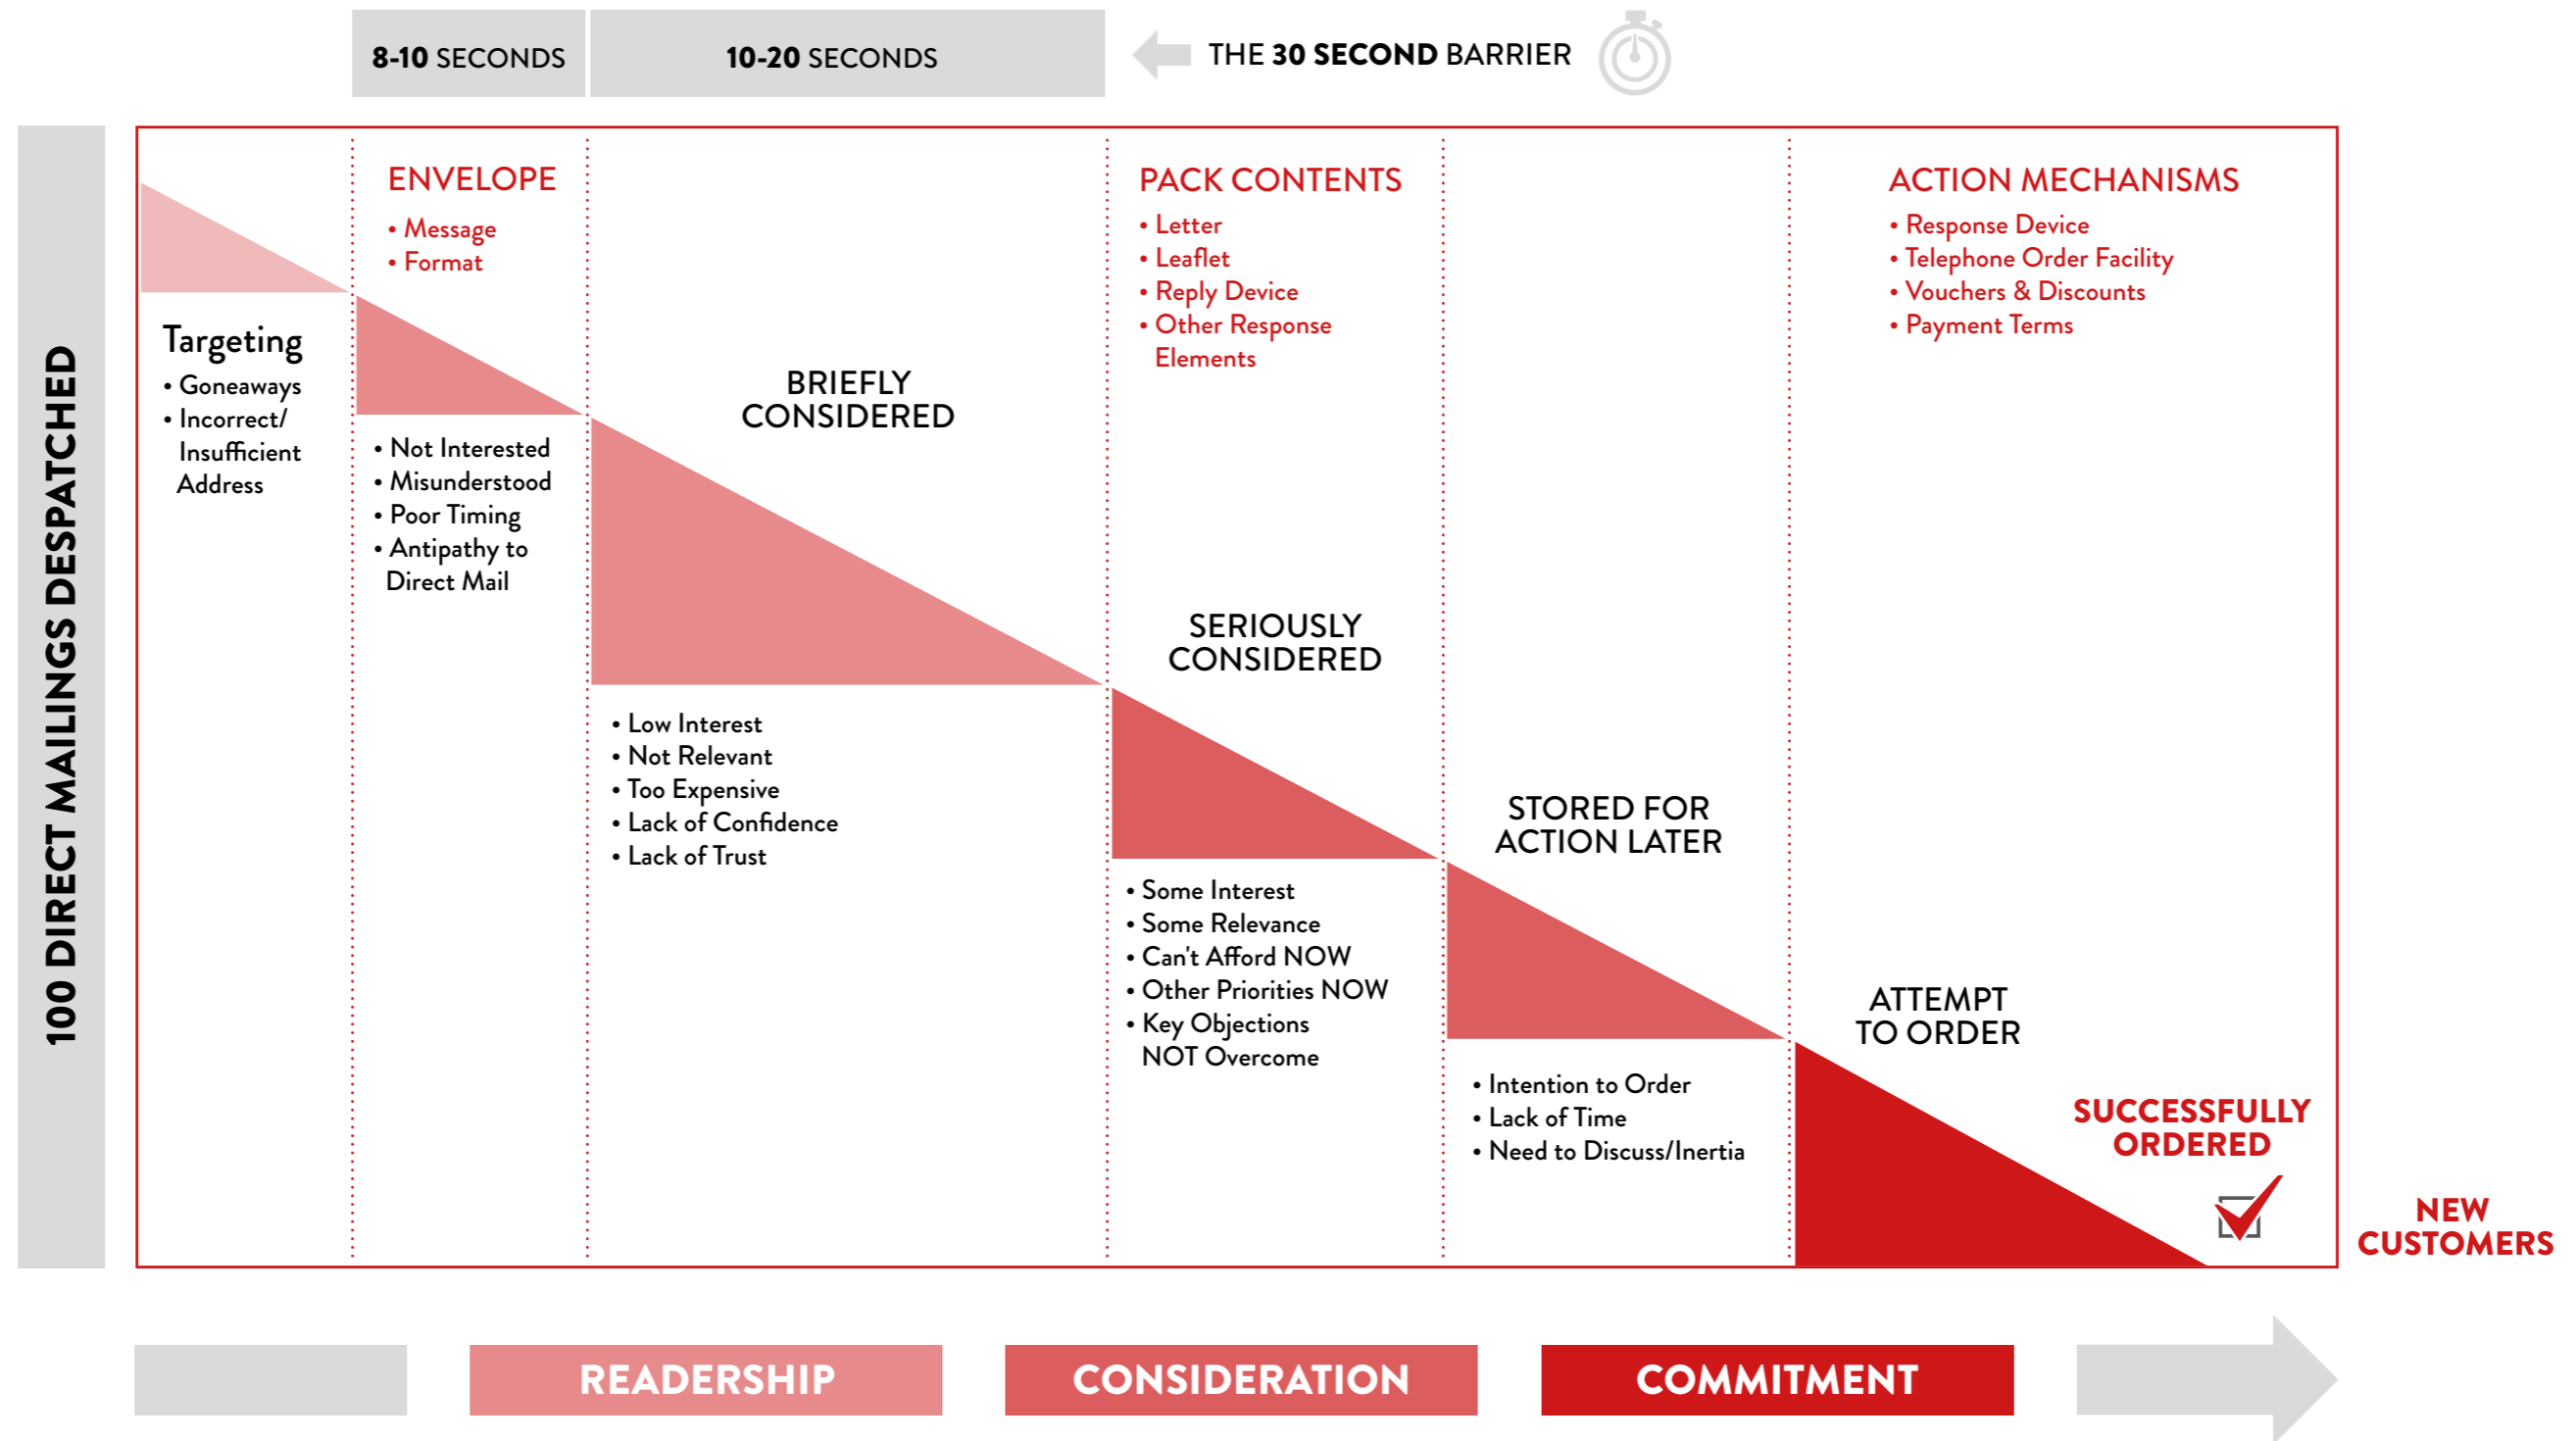 8-10 SECONDS
10-20 SECONDS
THE 30 SECOND BARRIER
100 DIRECT MAILINGS DESPATCHED
Targeting
• Goneaways
• Incorrect/
Insufficient
Address
ENVELOPE
• Message
• Format
• Not Interested
• Misunderstood
• Poor Timing
• Antipathy to
Direct Mail
BRIEFLY
CONSIDERED
• Low Interest
• Not Relevant
• Too Expensive
• Lack of Confidence
• Lack of Trust
PACK CONTENTS
• Letter
• Leaflet
• Reply Device
• Other Response
Elements
SERIOUSLY
CONSIDERED
• Some Interest
• Some Relevance
• Can't Afford NOW
• Other Priorities NOW
• Key Objections
NOT Overcome
STORED FOR
ACTION LATER
• Intention to Order
• Lack of Time
• Need to Discuss/Inertia
ACTION MECHANISMS
• Response Device
• Telephone Order Facility
• Vouchers & Discounts
• Payment Terms
ATTEMPT
TO ORDER
SUCCESSFULLY
ORDERED
NEW
CUSTOMERS
READERSHIP
CONSIDERATION
COMMITMENT